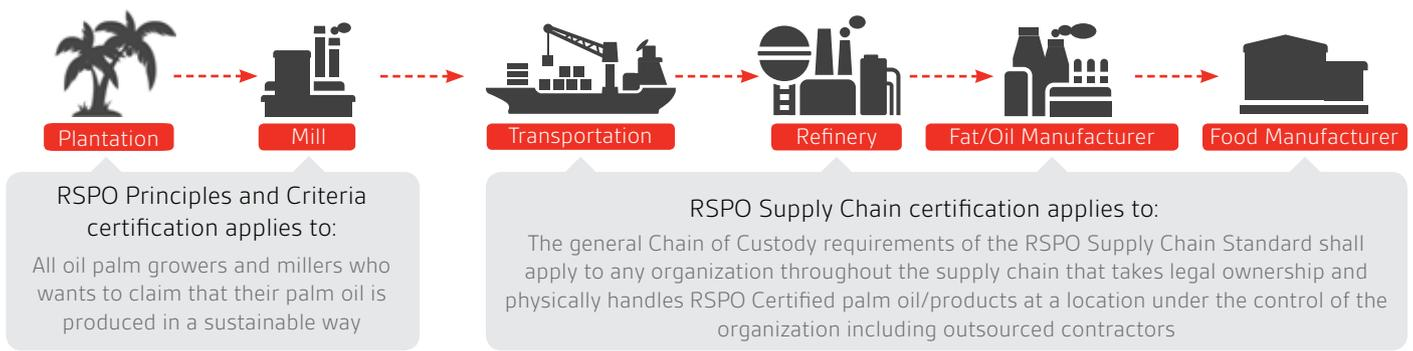 Plantation
Mill
Transportation
Refinery
Fat/Oil Manufacturer
Food Manufacturer
RSPO Principles and Criteria
certification applies to:
All oil palm growers and millers who
wants to claim that their palm oil is
produced in a sustainable way
RSPO Supply Chain certification applies to:
The general Chain of Custody requirements of the RSPO Supply Chain Standard shall
apply to any organization throughout the supply chain that takes legal ownership and
physically handles RSPO Certified palm oil/products at a location under the control of the
organization including outsourced contractors